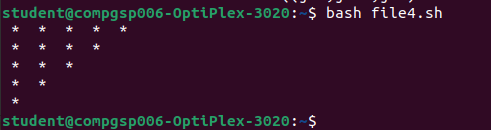 student@compgsp006-OptiPlex-3020:~$ bash file4.sh
* * * * *
* * * *
* * *
* *
*
student@compgsp006-OptiPlex-3020:~$